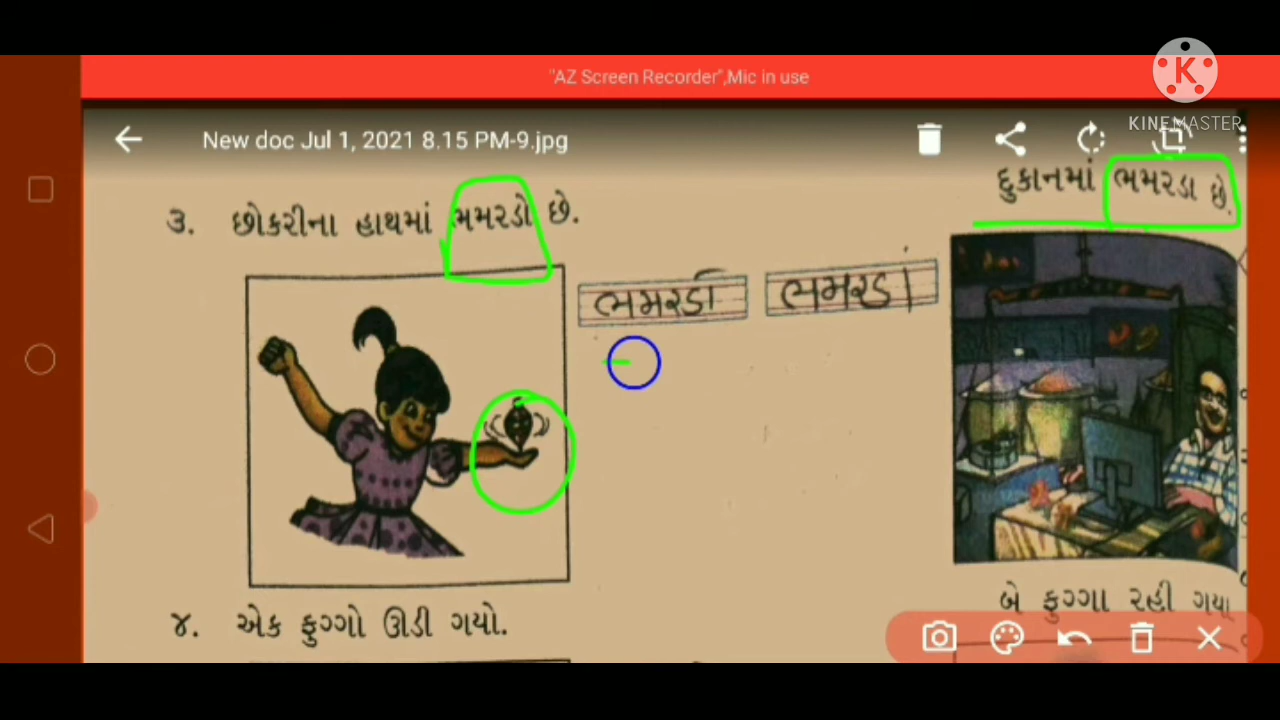 "AZ Screen Recorder",Mic in use
KINEMASTER
New doc Jul 1, 2021 8.15 PM-9.jpg
૩. છોકરીના હાથમાં ભમરડો છે.
દુકાનમાં ભમરડા છે.
ભમરડો ભમરડા
૪. એક ફુગ્ગો ઊડી ગયો.
બે ફુગ્ગા રહી ગયા